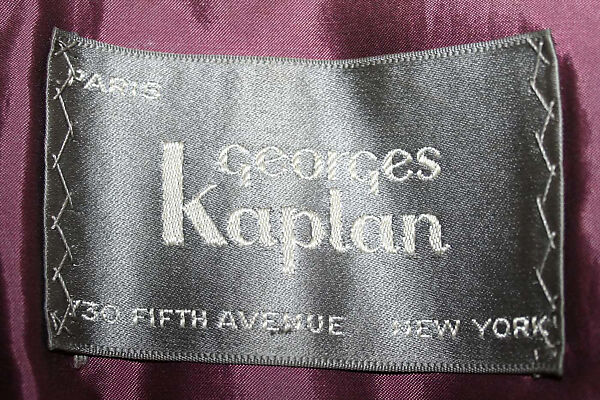 PARIS
Georges
Kaplan
730 FIFTH AVENUE NEW YORK